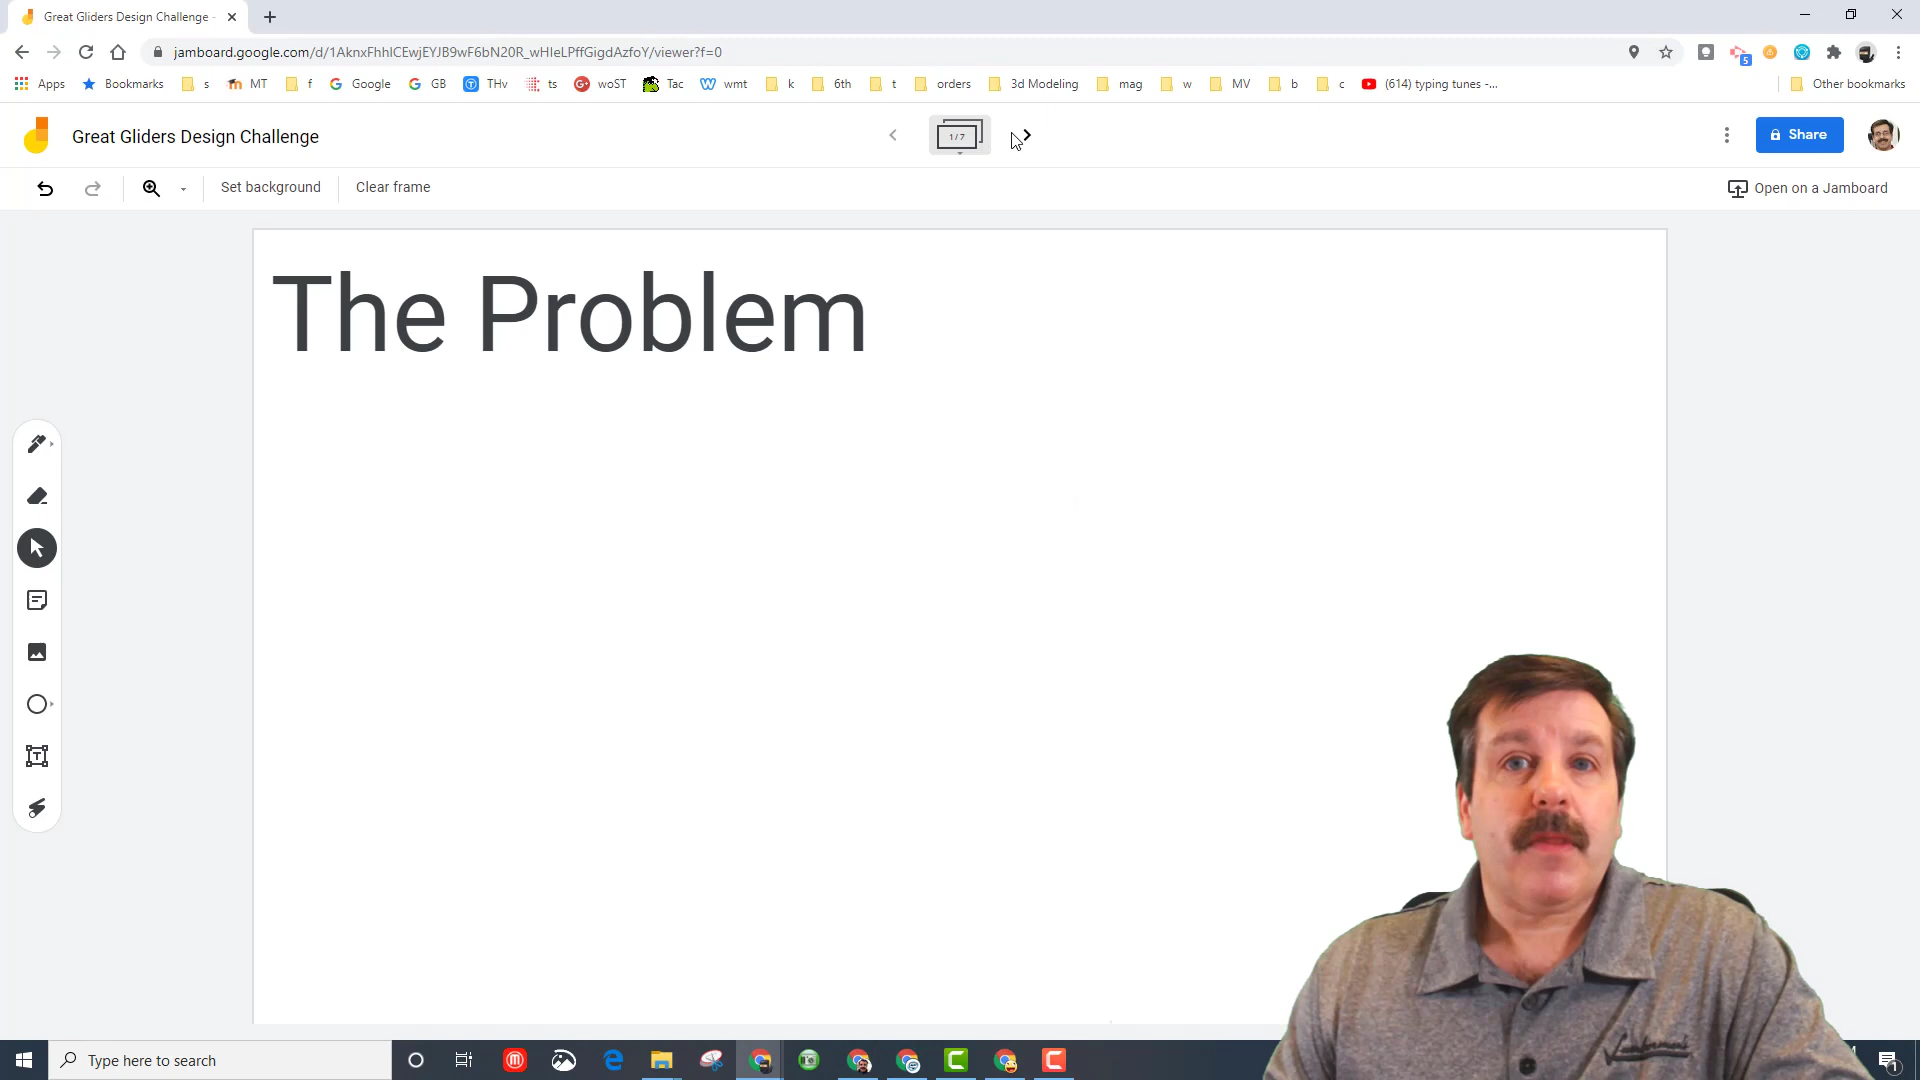 Great Gliders Design Challenge -
jamboard.google.com/d/1AknxFhhlCEwjEYJB9wF6bN20R_wHIeLPffGigdAzfoY/viewer?f=0
5
Apps Bookmarks s MT f Google GB THv ts woST Tac wmt k 6th t orders 3d Modeling mag w MV b c (614) typing tunes -... Other bookmarks
Great Gliders Design Challenge
1 / 7
Share
Set background Clear frame
Open on a Jamboard
The Problem
Type here to search
1